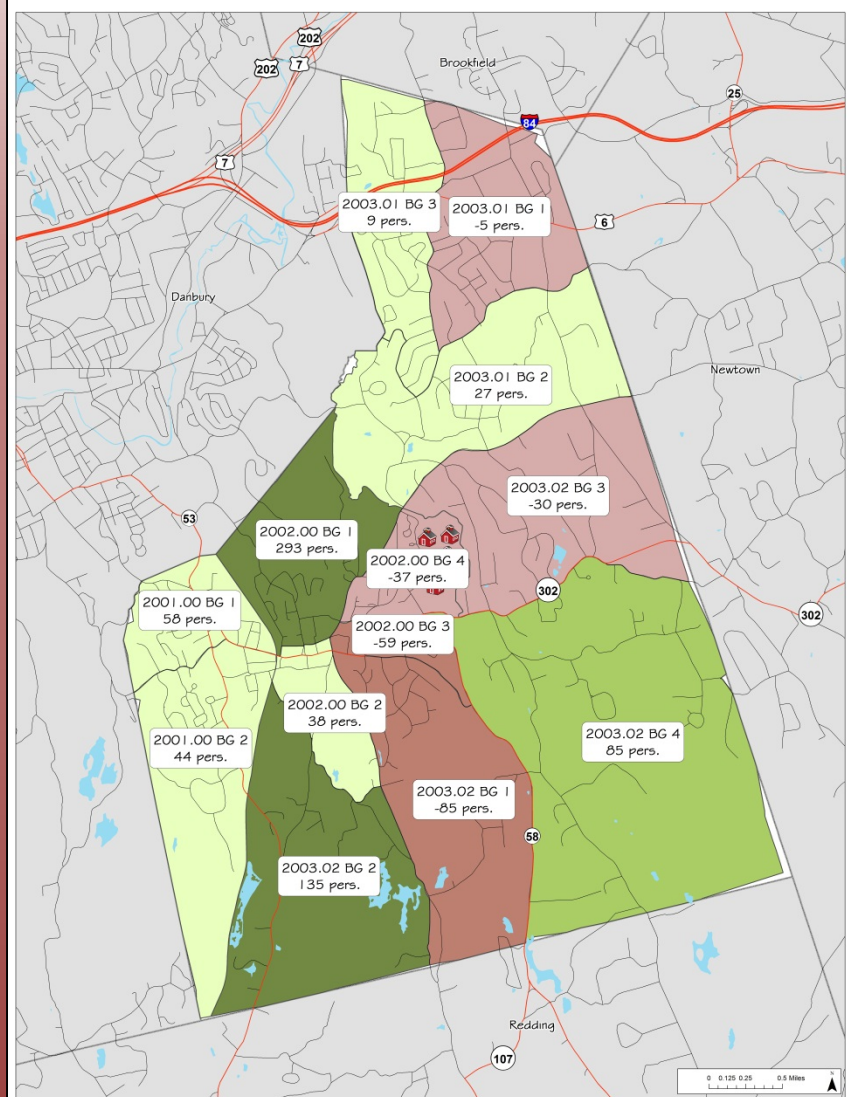 202
202
7
Brookfield
25
84
7
2003.01 BG 3
9 pers.
2003.01 BG 1
-5 pers.
6
Danbury
2003.01 BG 2
27 pers.
Newtown
2003.02 BG 3
-30 pers.
53
2002.00 BG 1
293 pers.
2002.00 BG 4
-37 pers.
302
2001.00 BG 1
58 pers.
302
2002.00 BG 3
-59 pers.
2002.00 BG 2
38 pers.
2001.00 BG 2
44 pers.
2003.02 BG 4
85 pers.
2003.02 BG 1
-85 pers.
58
2003.02 BG 2
135 pers.
Redding
107
0 0.125 0.25 0.5 Miles
N